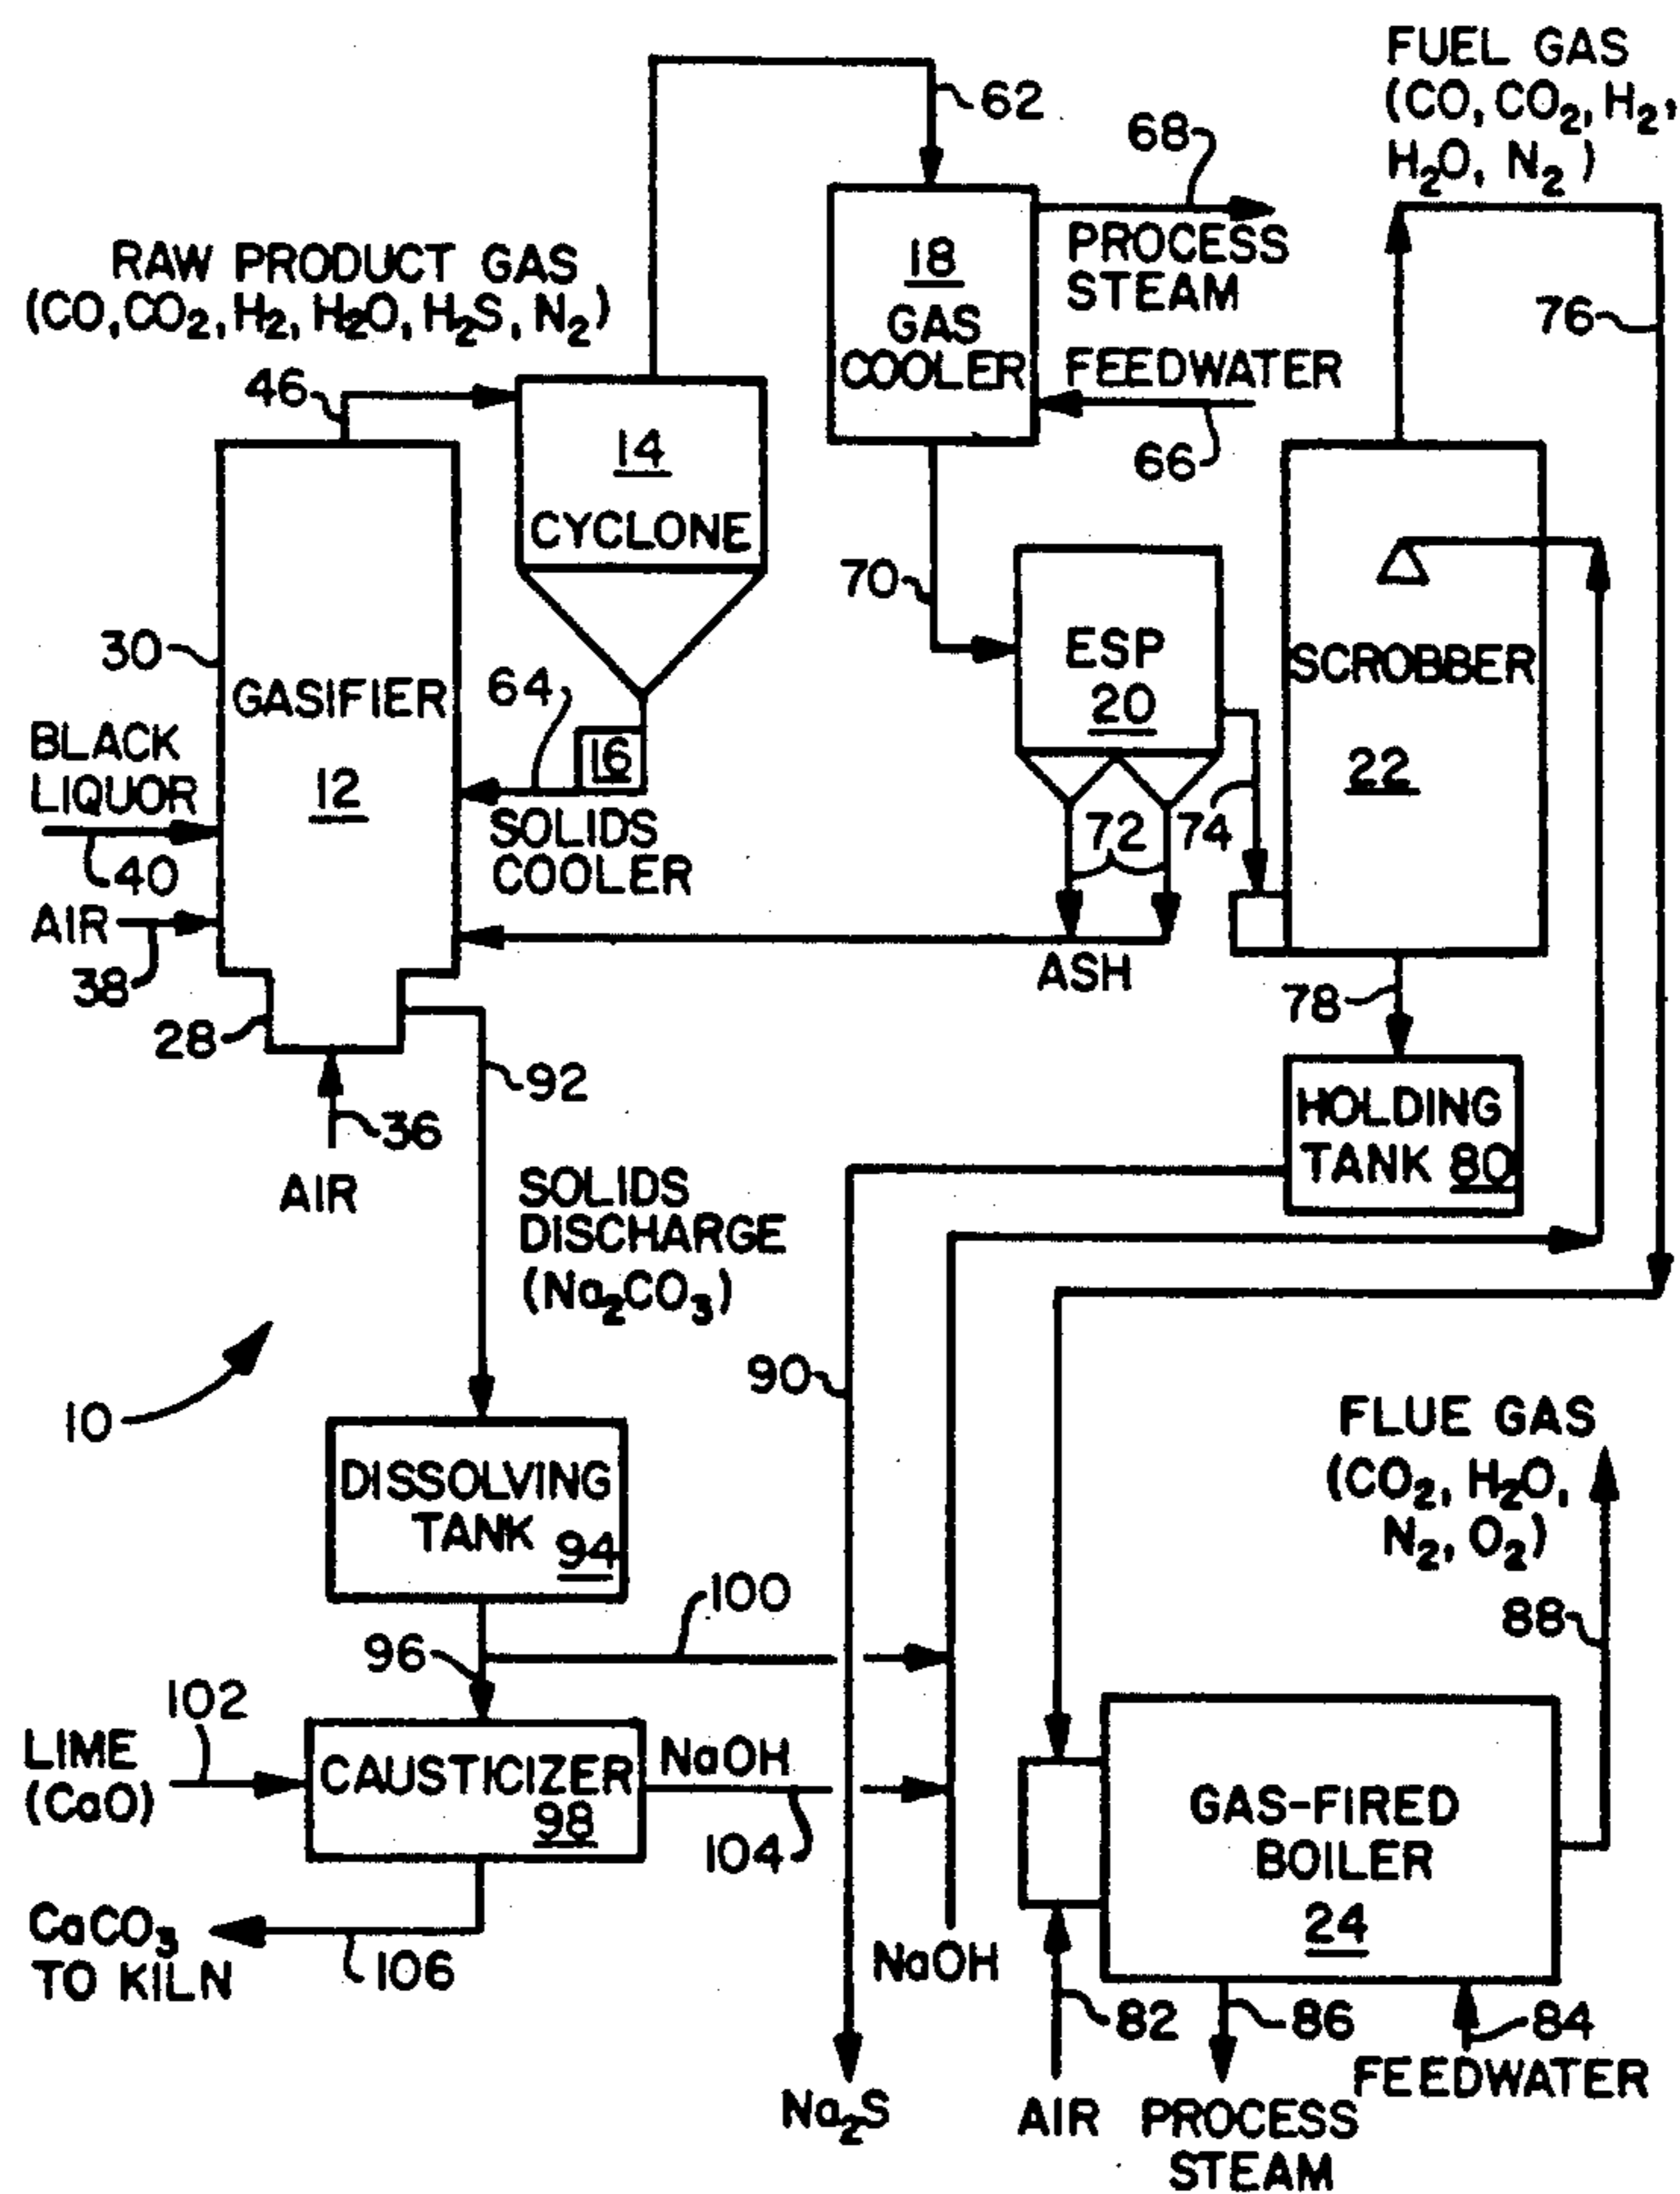 FUEL GAS
(CO, CO₂, H₂,
H₂O, N₂)
62
68
18
GAS
COOLER
PROCESS
STEAM
FEEDWATER
66
76
RAW PRODUCT GAS
(CO, CO₂, H₂, H₂O, H₂S, N₂)
46
14
CYCLONE
70
ESP
20
SCROBBER
22
30
GASIFIER
12
64
16
SOLIDS
COOLER
BLACK
LIQUOR
40
AIR
38
72
74
ASH
28
36
AIR
92
78
HOLDING
TANK 80
SOLIDS
DISCHARGE
(Na₂CO₃)
10
90
DISSOLVING
TANK 94
FLUE GAS
(CO₂, H₂O,
N₂, O₂)
88
100
96
102
LIME
(CaO)
CAUSTICIZER
98
NaOH
104
GAS-FIRED
BOILER
24
CaCO₃
TO KILN
106
NaOH
82
86
84
FEEDWATER
Na₂S
AIR
PROCESS
STEAM